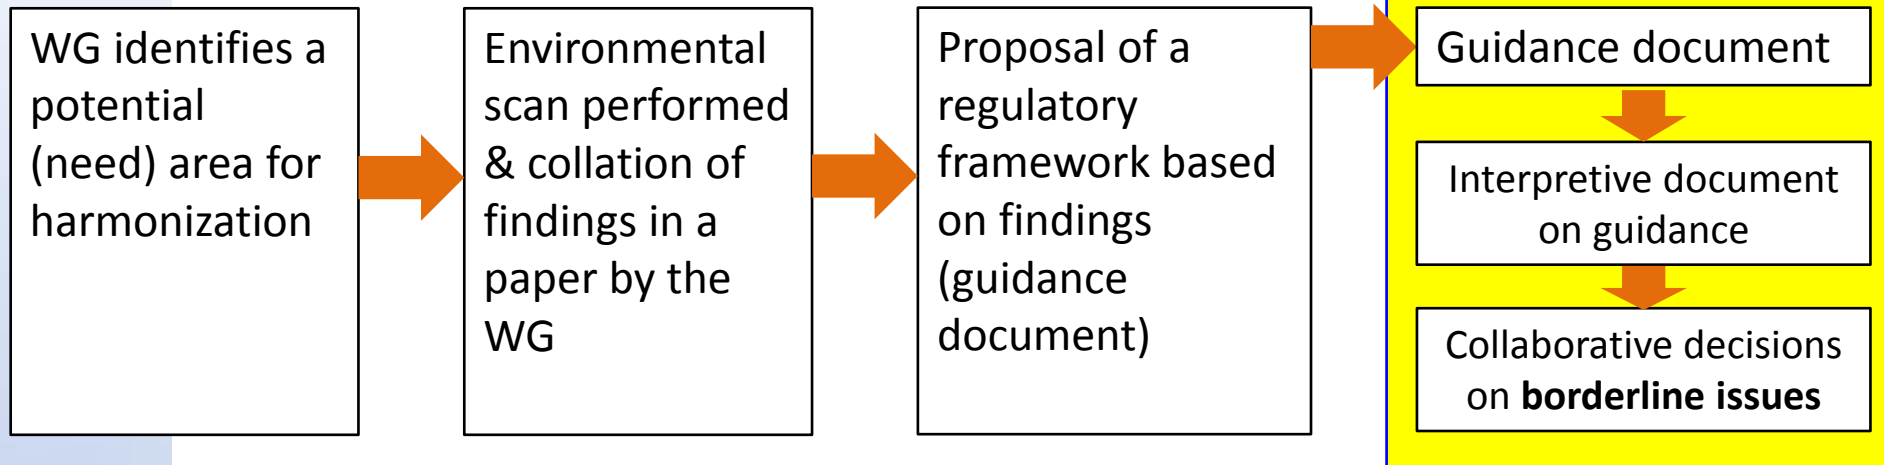 WG identifies a
potential
(need) area for
harmonization
Environmental
scan performed
& collation of
findings in a
paper by the
WG
Proposal of a
regulatory
framework based
on findings
(guidance
document)
Guidance document
Interpretive document
on guidance
Collaborative decisions
on borderline issues